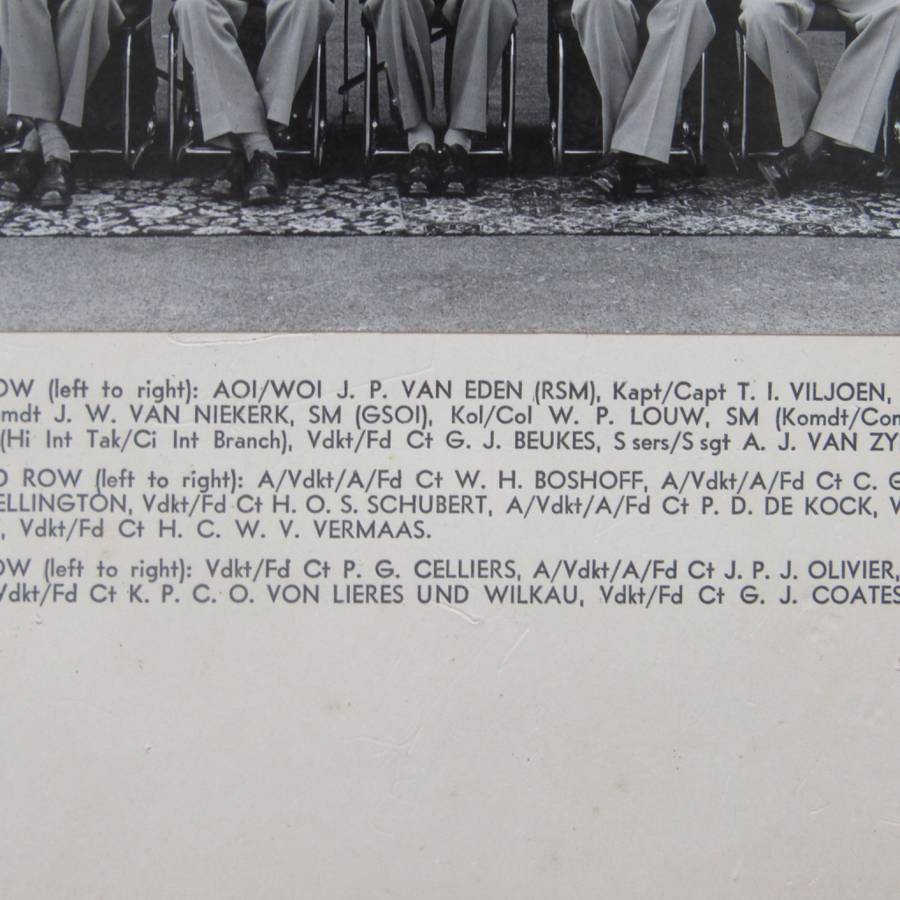 OW (left to right): AOI/WOI J. P. VAN EDEN (RSM), Kapt/Capt T. I. VILJOEN,
omdt J. W. VAN NIEKERK, SM (GSOI), Kol/Col W. P. LOUW, SM (Komdt/Com
(Hi Int Tak/Ci Int Branch), Vdkt/Fd Ct G. J. BEUKES, S sers/S sgt A. J. VAN ZY
D ROW (left to right): A/Vdkt/A/Fd Ct W. H. BOSHOFF, A/Vdkt/A/Fd Ct C. G
ELLINGTON, Vdkt/Fd Ct H. O. S. SCHUBERT, A/Vdkt/A/Fd Ct P. D. DE KOCK, V
, Vdkt/Fd Ct H. C. W. V. VERMAAS.
OW (left to right): Vdkt/Fd Ct P. G. CELLIERS, A/Vdkt/A/Fd Ct J. P. J. OLIVIER,
Vdkt/Fd Ct K. P. C. O. VON LIERES UND WILKAU, Vdkt/Fd Ct G. J. COATES